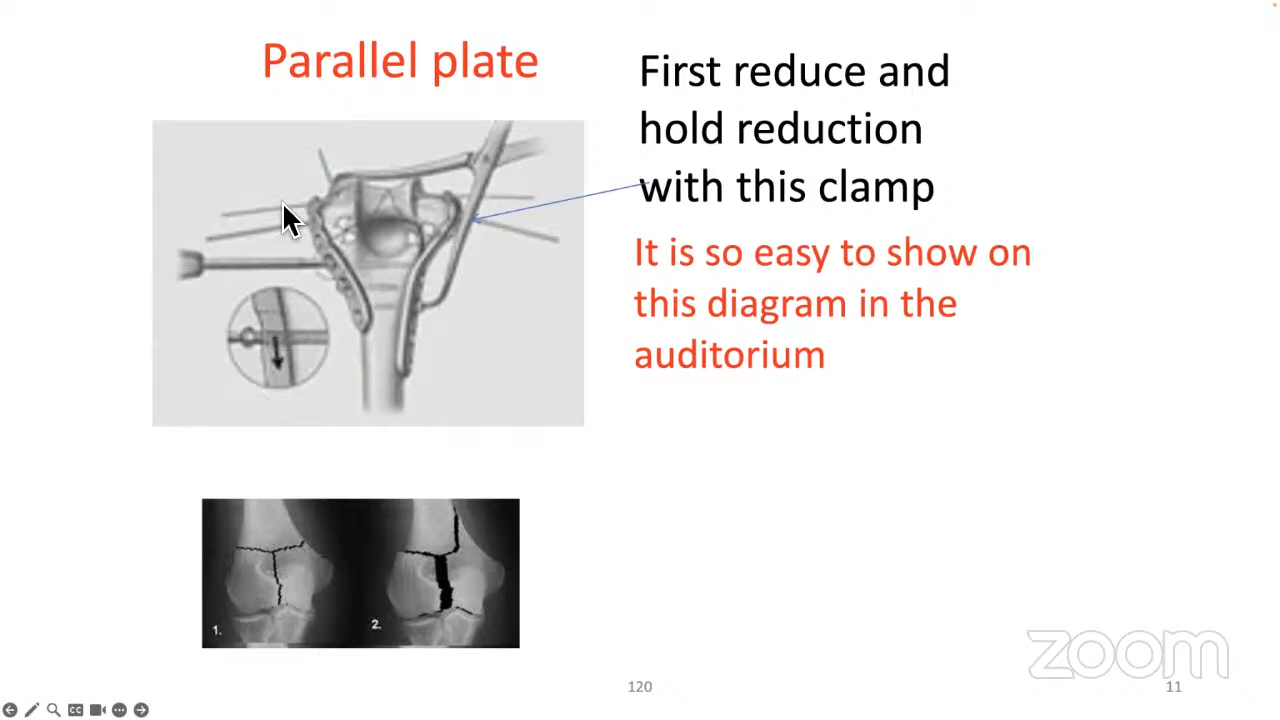 Parallel plate
First reduce and
hold reduction
with this clamp
It is so easy to show on
this diagram in the
auditorium
1.
2.
zoom
120
11